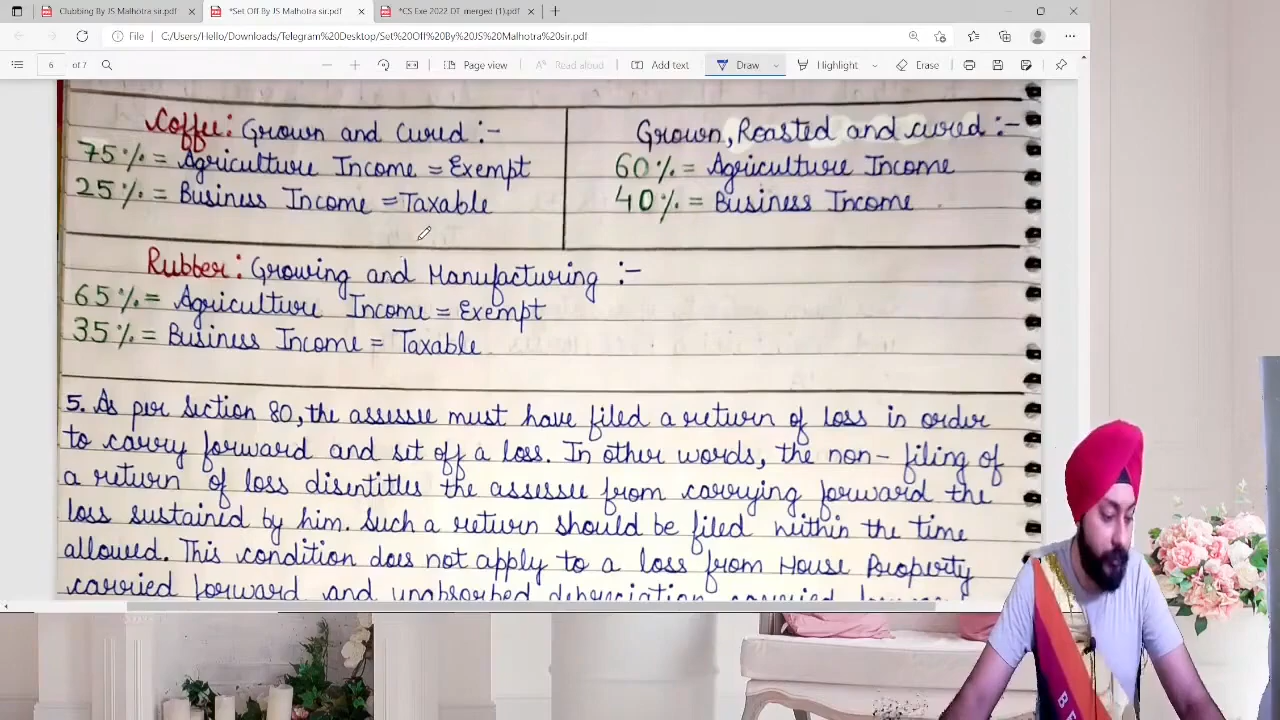 Clubbing By JS Malhotra sir.pdf
*Set Off By JS Malhotra sir.pdf
*CS Exe 2022 DT merged (1).pdf
File
C:/Users/Hello/Downloads/Telegram%20Desktop/Set%20Off%20By%20JS%20Malhotra%20sir.pdf
6 of 7
Page view
Read aloud
Add text
Draw
Highlight
Erase
Coffee: Grown and Cured :-
75% = Agriculture Income = Exempt
25% = Business Income = Taxable
Grown, Roasted and cured :-
60% = Agriculture Income
40% = Business Income
Rubber: Growing and Manufacturing :-
65% = Agriculture Income = Exempt
35% = Business Income = Taxable
5. As per Section 80, the assessee must have filed a return of loss in order
to carry forward and set off a loss. In other words, the non- filing of
a return of loss disentitles the assessee from carrying forward the
loss sustained by him. Such a return should be filed within the time
allowed. This condition does not apply to a loss from House Property
carried forward and unabsorbed depreciation carried